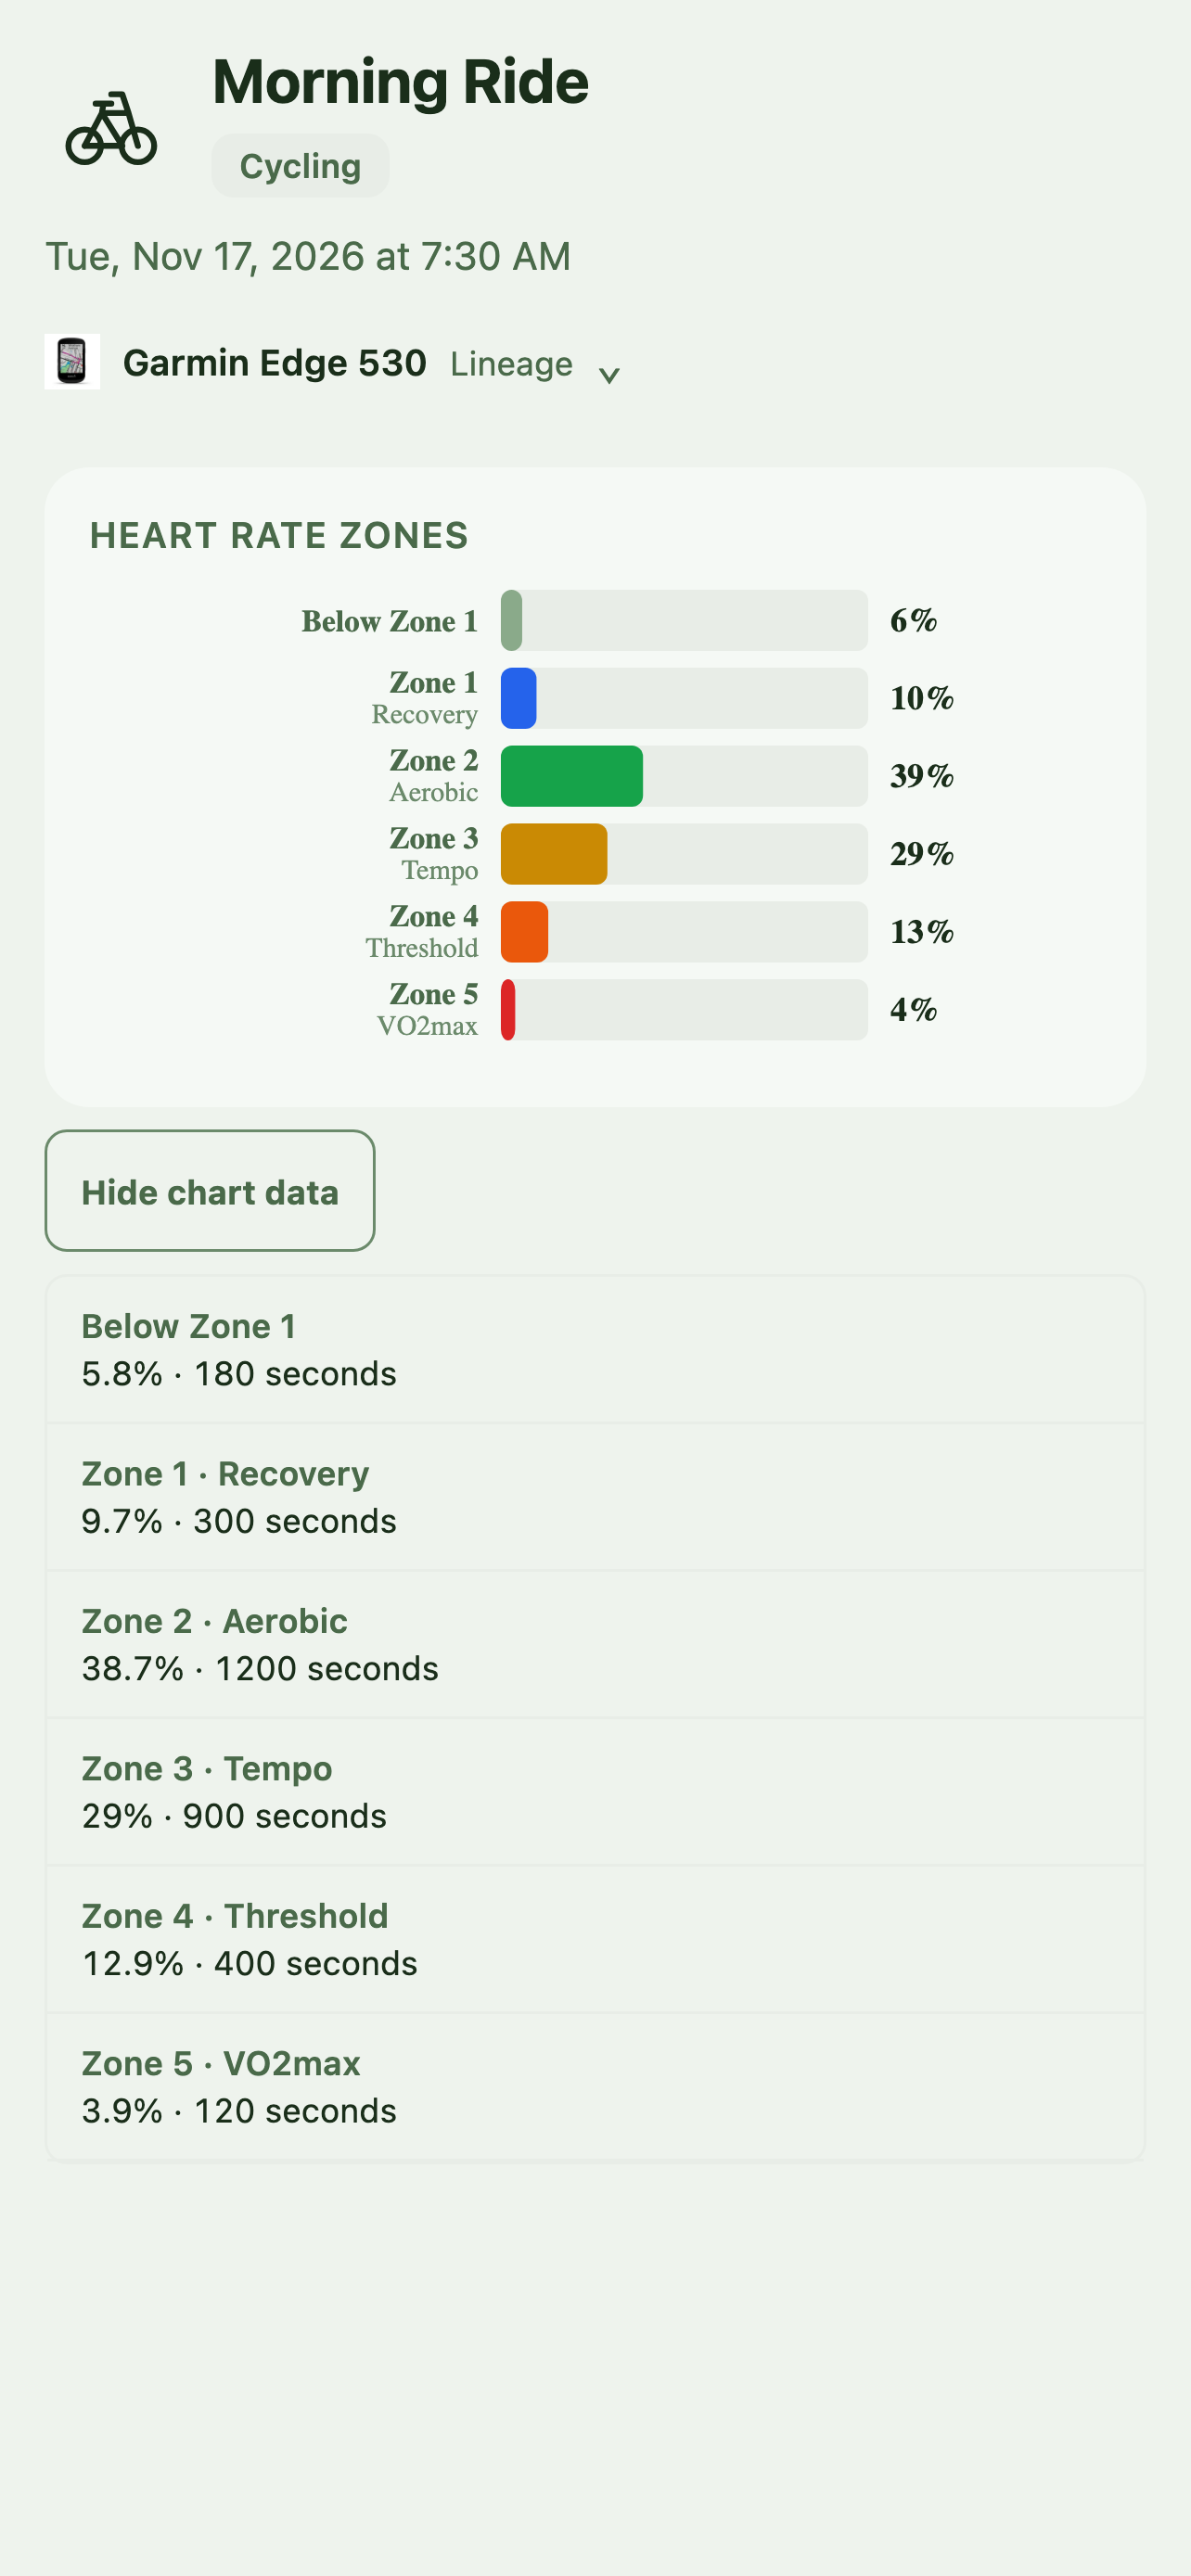 Morning Ride
Cycling
Tue, Nov 17, 2026 at 7:30 AM
Garmin Edge 530 Lineage
HEART RATE ZONES
Below Zone 1 6%
Zone 1
Recovery
10%
Zone 2
Aerobic
39%
Zone 3
Tempo
29%
Zone 4
Threshold
13%
Zone 5
VO2max
4%
Hide chart data
Below Zone 1
5.8% · 180 seconds
Zone 1 · Recovery
9.7% · 300 seconds
Zone 2 · Aerobic
38.7% · 1200 seconds
Zone 3 · Tempo
29% · 900 seconds
Zone 4 · Threshold
12.9% · 400 seconds
Zone 5 · VO2max
3.9% · 120 seconds